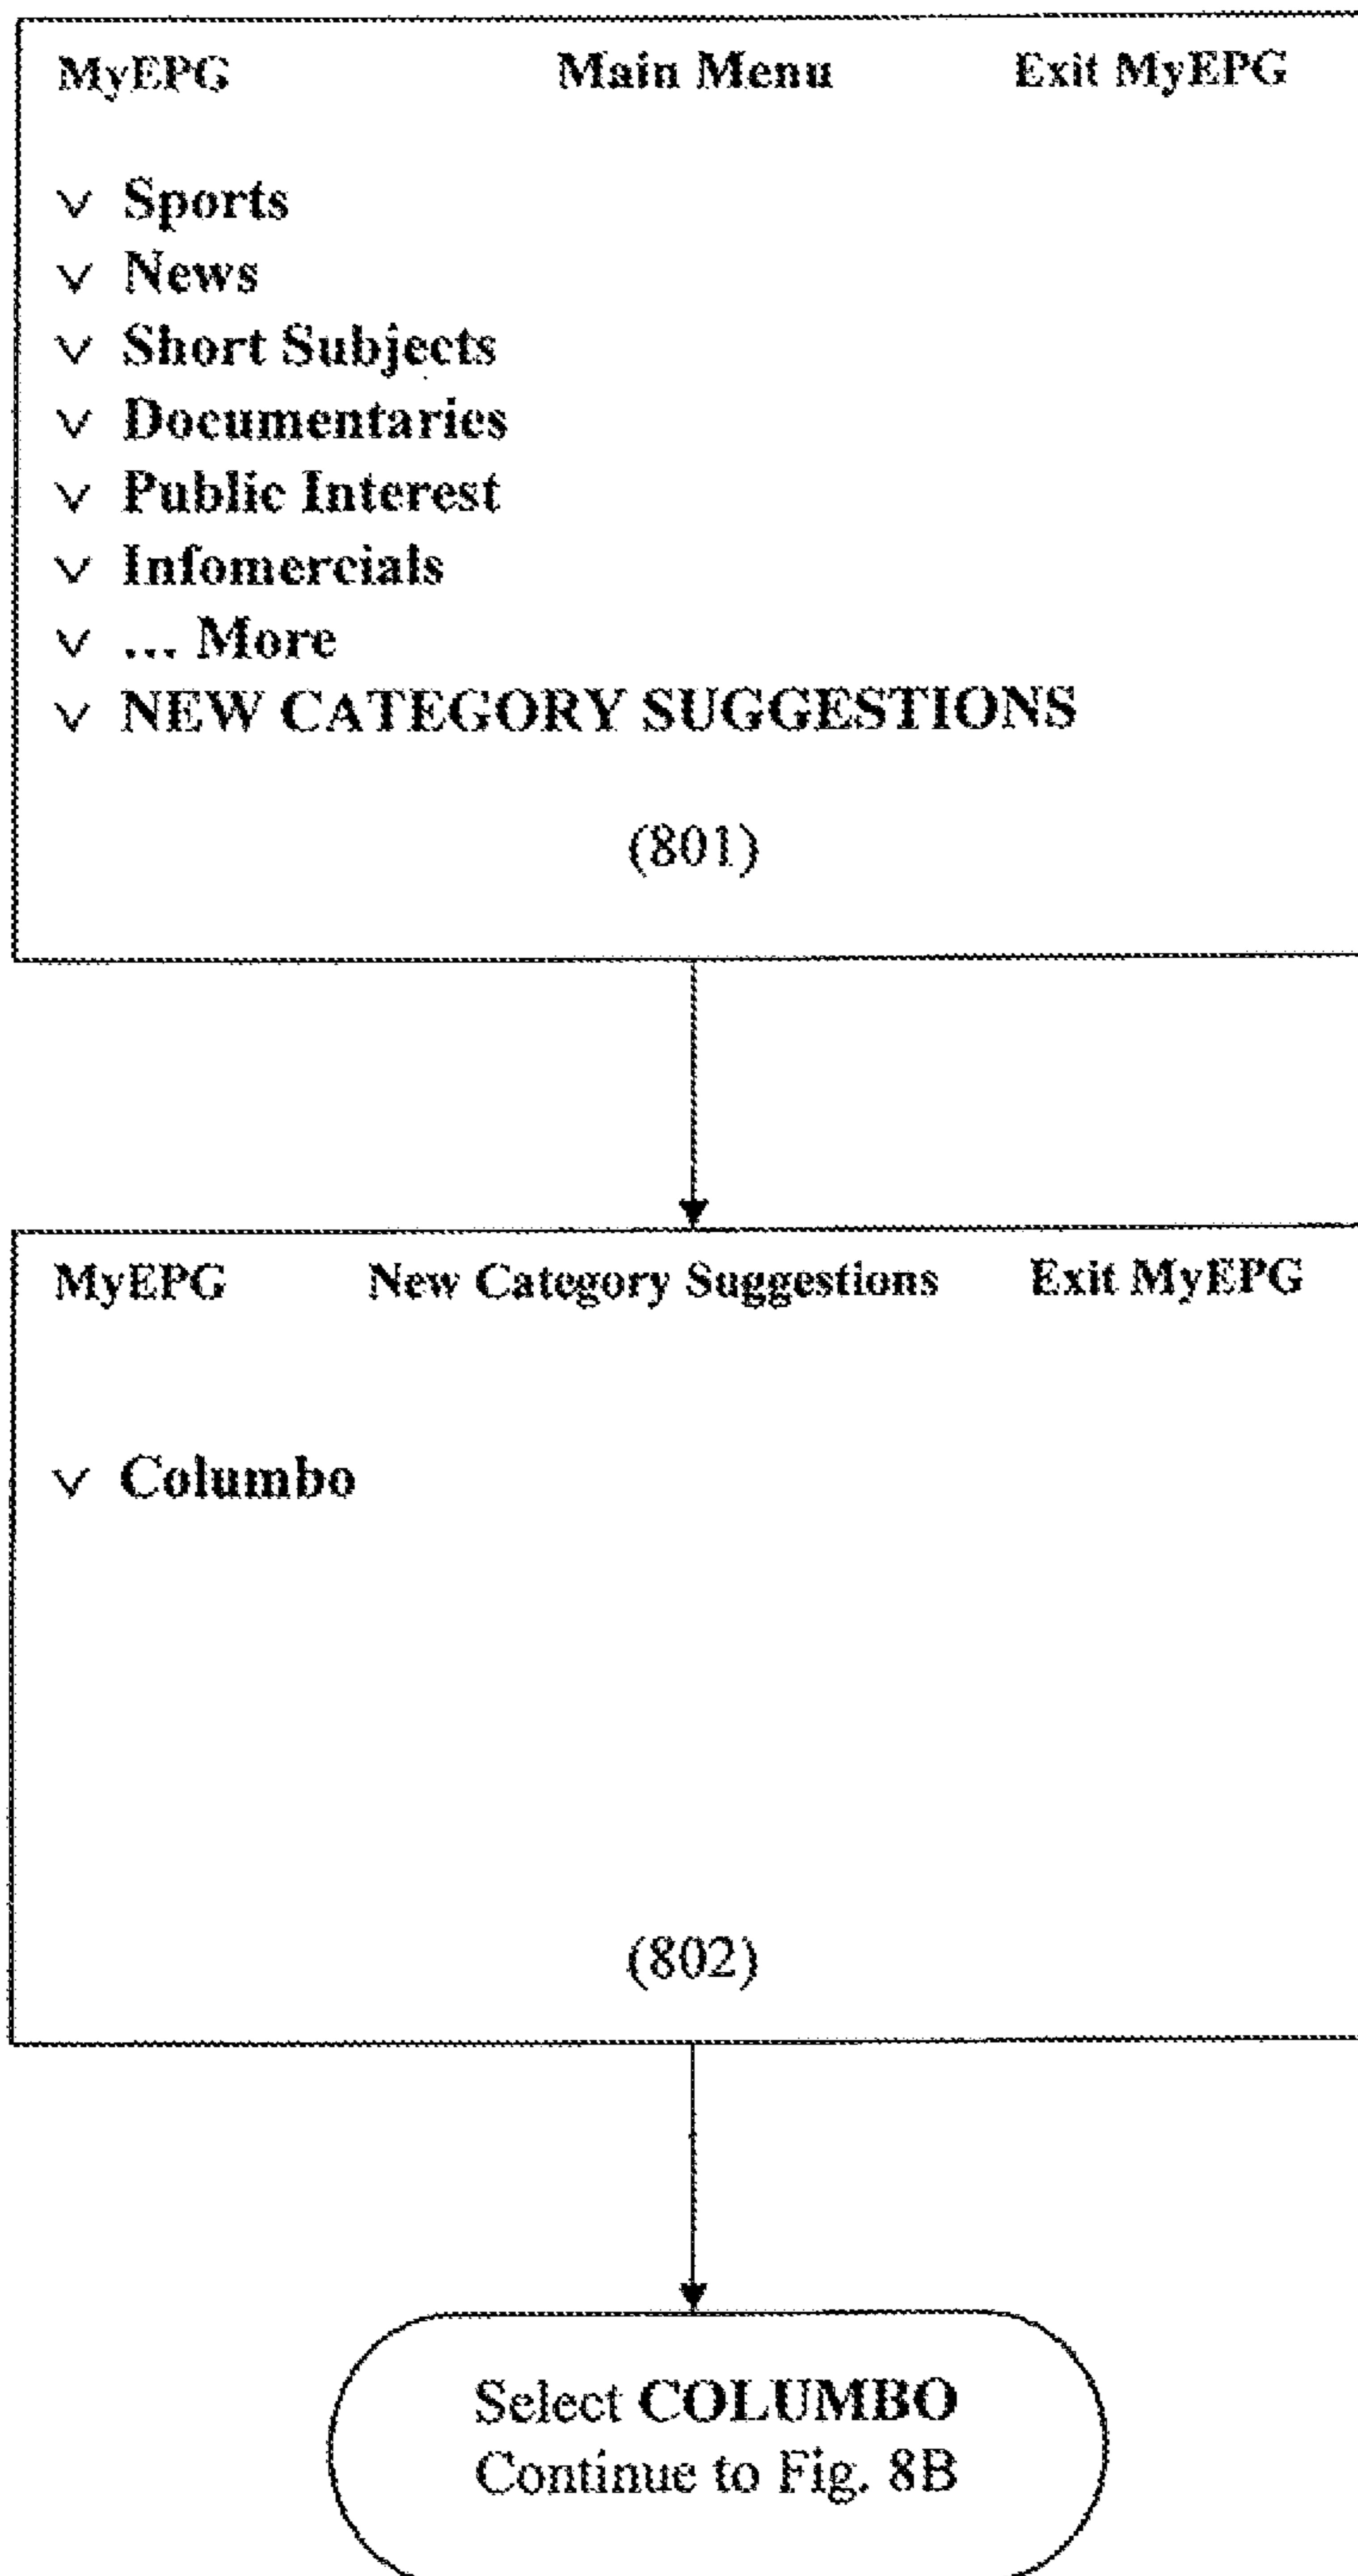 MyEPG Main Menu Exit MyEPG
v Sports
v News
v Short Subjects
v Documentaries
v Public Interest
v Infomercials
v ... More
v NEW CATEGORY SUGGESTIONS
(801)
MyEPG New Category Suggestions Exit MyEPG
v Columbo
(802)
Select COLUMBO
Continue to Fig. 8B